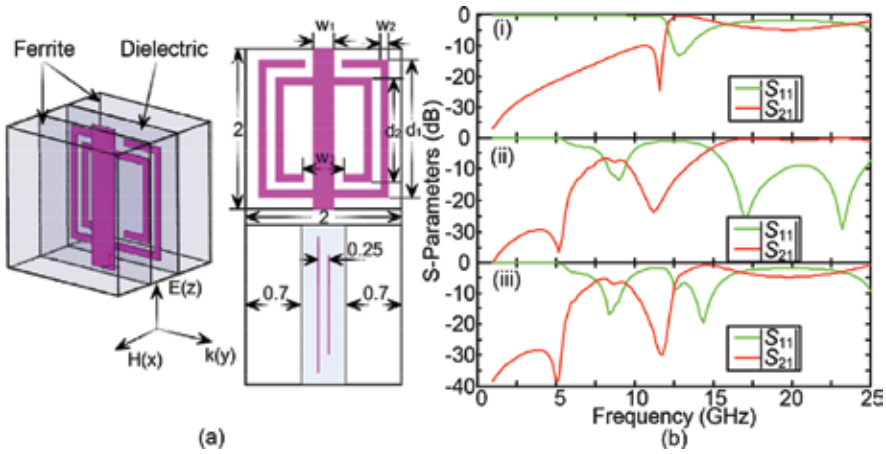 (a)
Ferrite
Dielectric
E(z)
H(x)
k(y)
w₁
w₂
2
d₂
d₁
2
0.25
0.7
0.7
(a)
(b)
S-Parameters (dB)
(i)
0
-10
-20
-30
S₁₁
S₂₁
(ii)
0
-10
-20
-30
S₁₁
S₂₁
(iii)
0
-10
-20
-30
-40
S₁₁
S₂₁
0
5
10
15
20
25
Frequency (GHz)
(b)